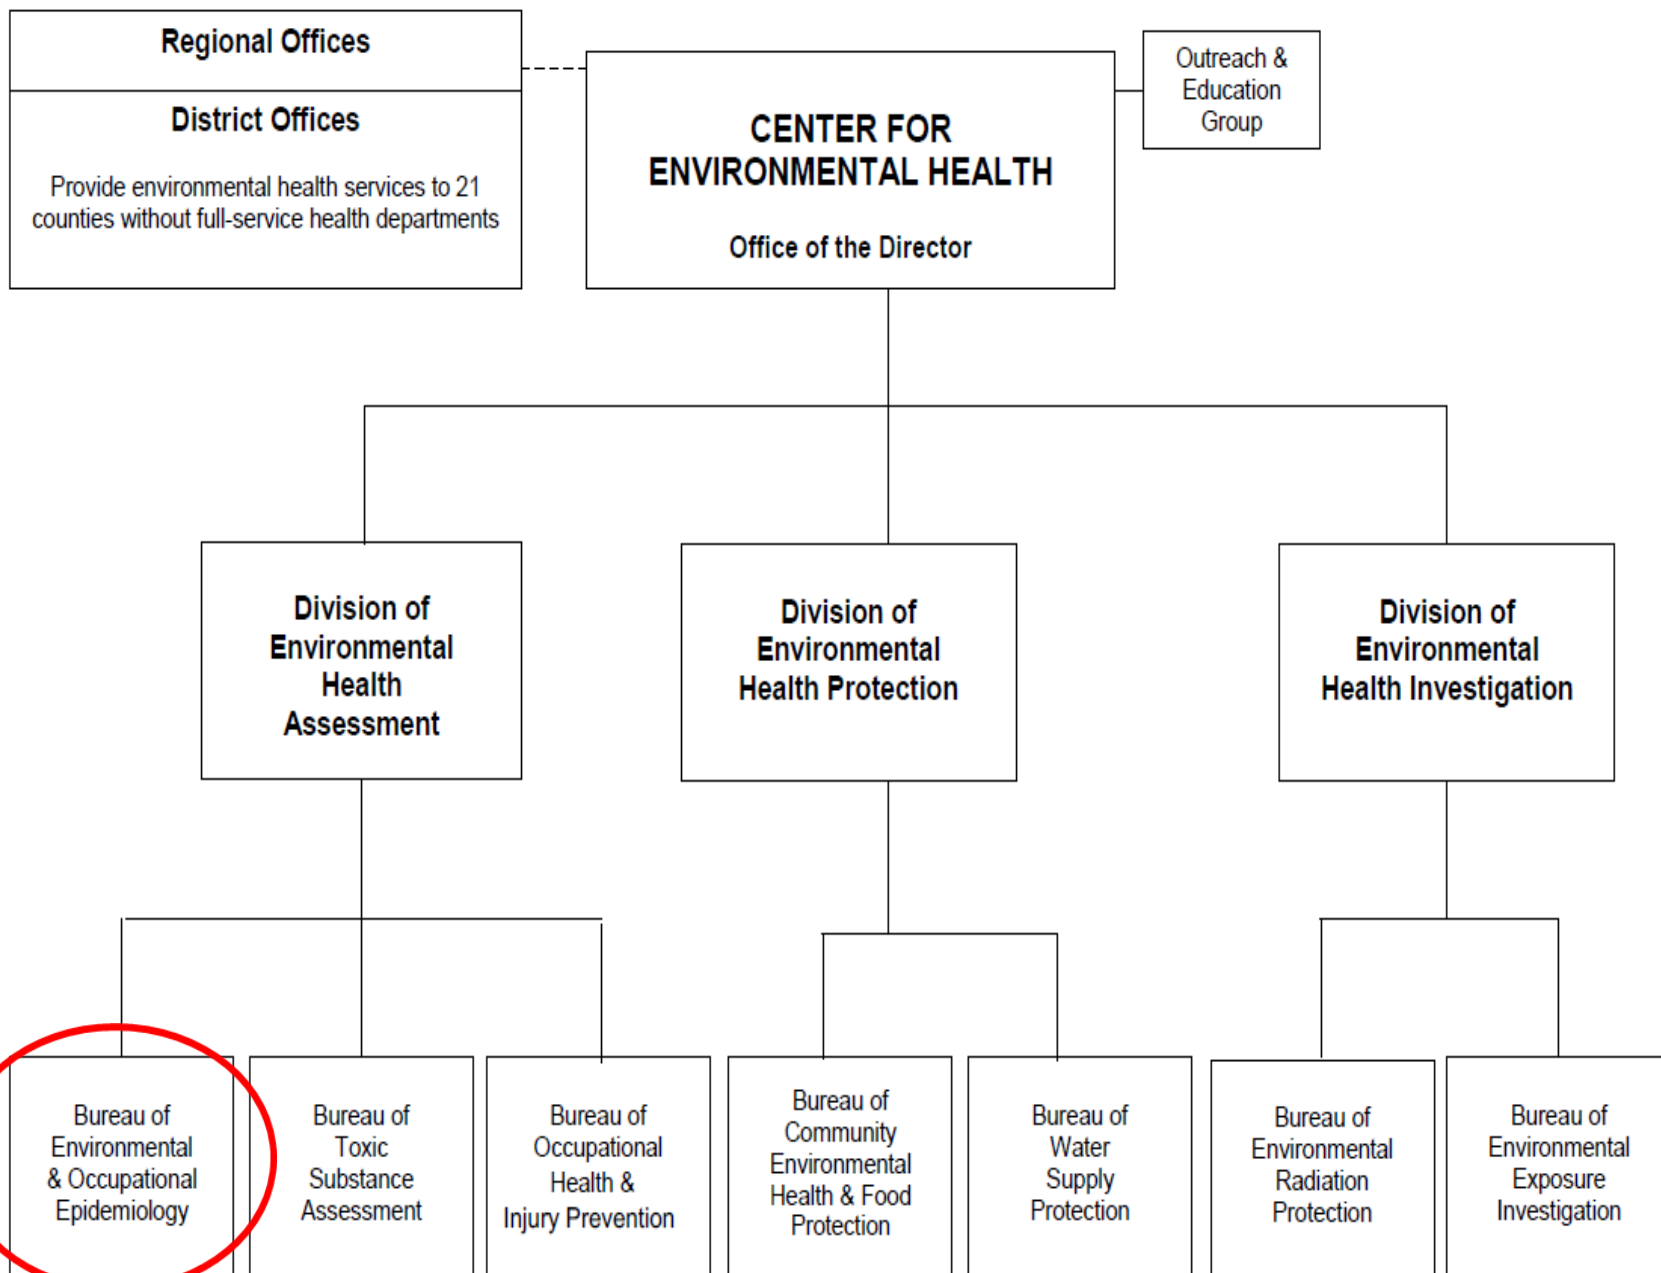 Regional Offices
District Offices
Provide environmental health services to 21
counties without full-service health departments
CENTER FOR
ENVIRONMENTAL HEALTH
Office of the Director
Outreach &
Education
Group
Division of
Environmental
Health
Assessment
Division of
Environmental
Health Protection
Division of
Environmental
Health Investigation
Bureau of
Environmental
& Occupational
Epidemiology
Bureau of
Toxic
Substance
Assessment
Bureau of
Occupational
Health &
Injury Prevention
Bureau of
Community
Environmental
Health & Food
Protection
Bureau of
Water
Supply
Protection
Bureau of
Environmental
Radiation
Protection
Bureau of
Environmental
Exposure
Investigation